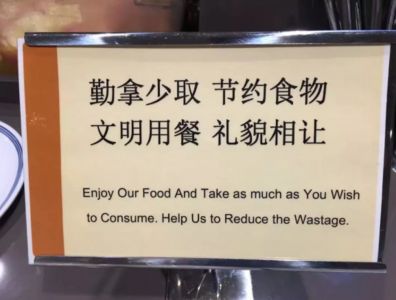 勤拿少取 节约食物
文明用餐 礼貌相让
Enjoy Our Food And Take as much as You Wish
to Consume. Help Us to Reduce the Wastage.